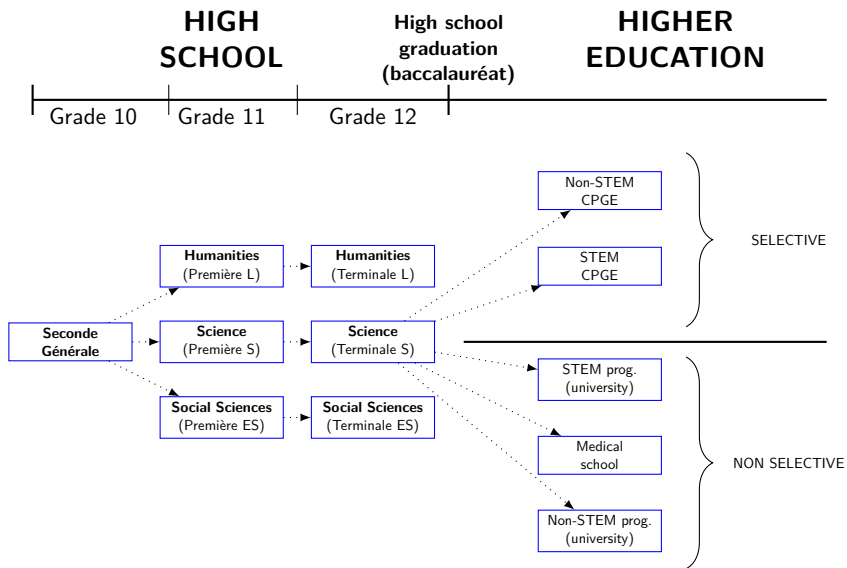 HIGH
SCHOOL
High school
graduation
(baccalauréat)
HIGHER
EDUCATION
Grade 10
Grade 11
Grade 12
Non-STEM
CPGE
STEM
CPGE
SELECTIVE
Humanities
(Première L)
Humanities
(Terminale L)
Seconde
Générale
Science
(Première S)
Science
(Terminale S)
Social Sciences
(Première ES)
Social Sciences
(Terminale ES)
STEM prog.
(university)
Medical
school
Non-STEM prog.
(university)
NON SELECTIVE